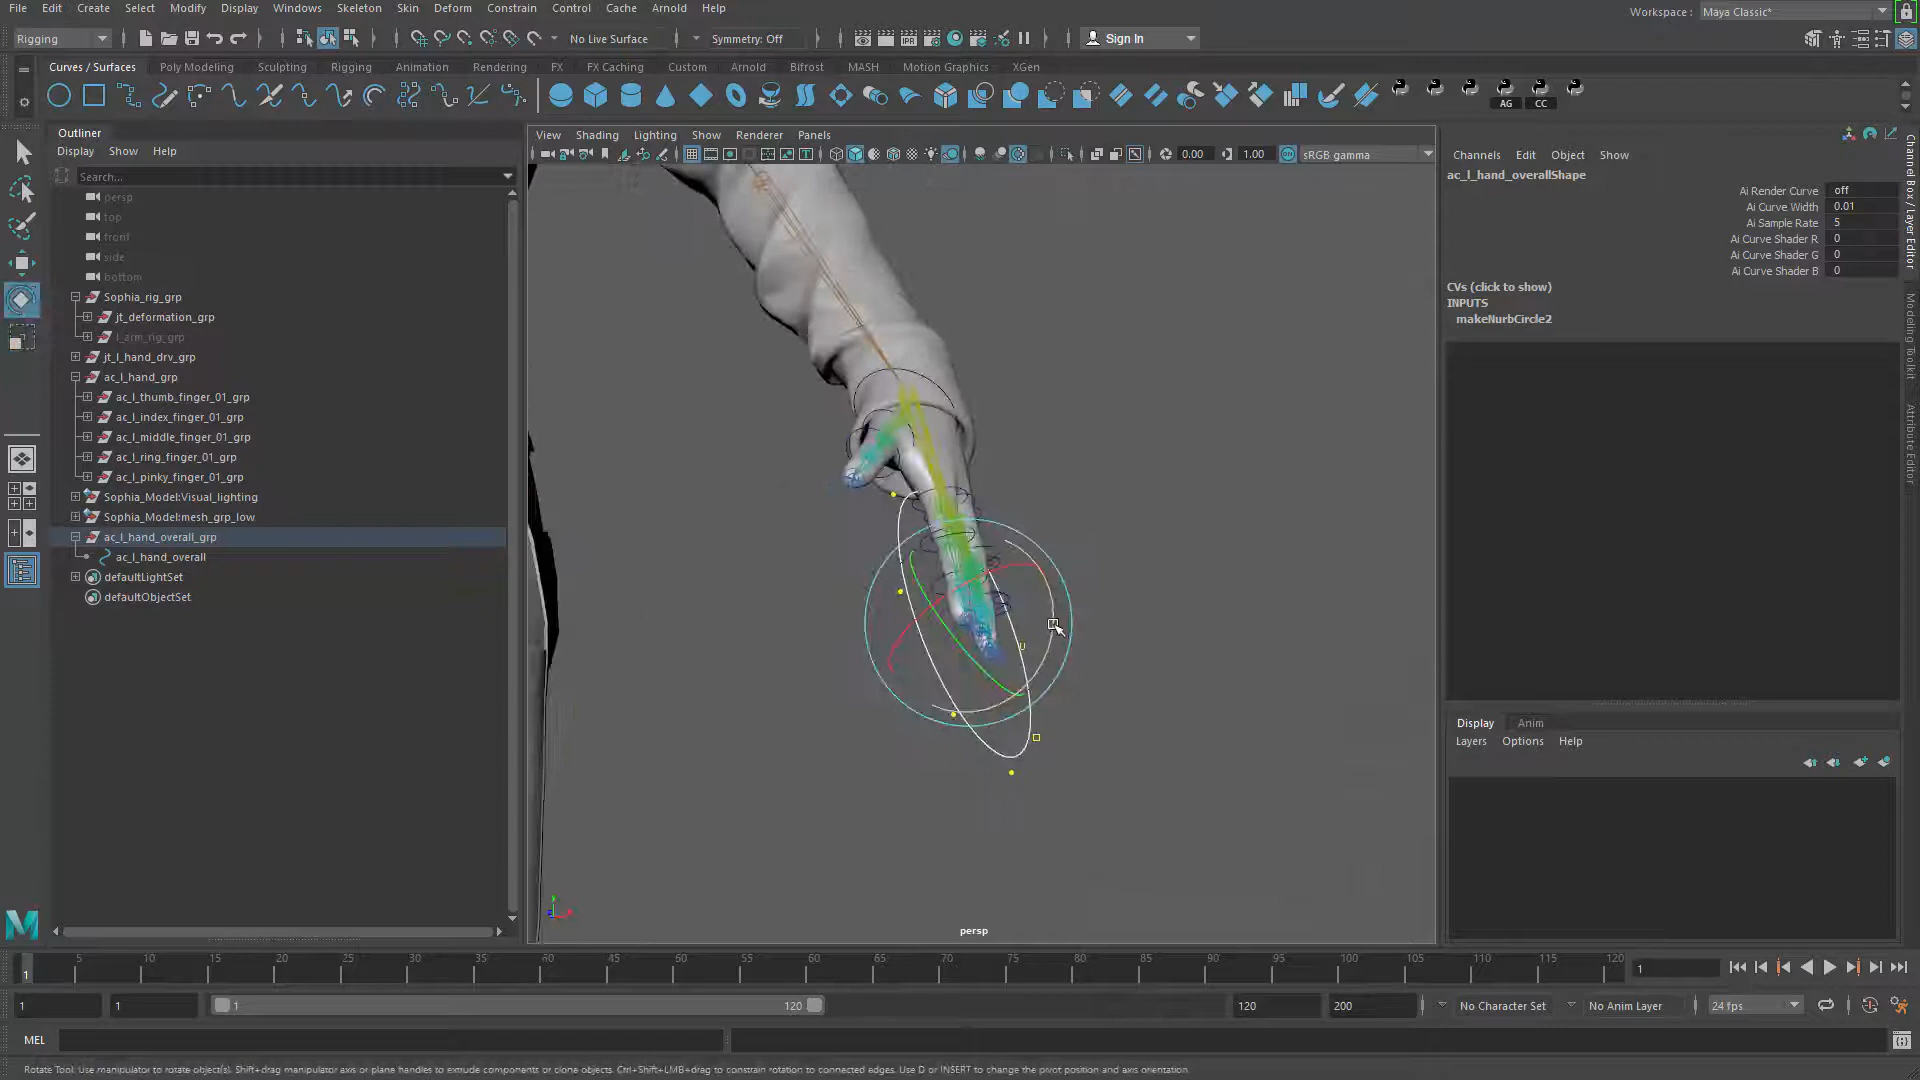 File Edit Create Select Modify Display Windows Skeleton Skin Deform Constrain Control Cache Arnold Help
Workspace : Maya Classic*
Rigging No Live Surface Symmetry: Off Sign In
Curves / Surfaces Poly Modeling Sculpting Rigging Animation Rendering FX FX Caching Custom Arnold Bifrost MASH Motion Graphics XGen
AG CC
Outliner
Display Show Help
Search...
persp
top
front
side
bottom
Sophia_rig_grp
jt_deformation_grp
l_arm_rig_grp
jt_l_hand_drv_grp
ac_l_hand_grp
ac_l_thumb_finger_01_grp
ac_l_index_finger_01_grp
ac_l_middle_finger_01_grp
ac_l_ring_finger_01_grp
ac_l_pinky_finger_01_grp
Sophia_Model:Visual_lighting
Sophia_Model:mesh_grp_low
ac_l_hand_overall_grp
ac_l_hand_overall
defaultLightSet
defaultObjectSet
View Shading Lighting Show Renderer Panels
0.00 1.00 sRGB gamma
persp
Channels Edit Object Show
ac_l_hand_overallShape
Ai Render Curve off
Ai Curve Width 0.01
Ai Sample Rate 5
Ai Curve Shader R 0
Ai Curve Shader G 0
Ai Curve Shader B 0
CVs (click to show)
INPUTS
makeNurbCircle2
Channel Box / Layer Editor
Modeling Toolkit
Attribute Editor
Display Anim
Layers Options Help
1 5 10 15 20 25 30 35 40 45 50 55 60 65 70 75 80 85 90 95 100 105 110 115 120 1
1 1 1 120 120 200 No Character Set No Anim Layer 24 fps
MEL
Rotate Tool: Use manipulator to rotate object(s). Shift+drag manipulator axis or plane handles to extrude components or clone objects. Ctrl+Shift+LMB+drag to constrain rotation to connected edges. Use D or INSERT to change the pivot position and axis orientation.